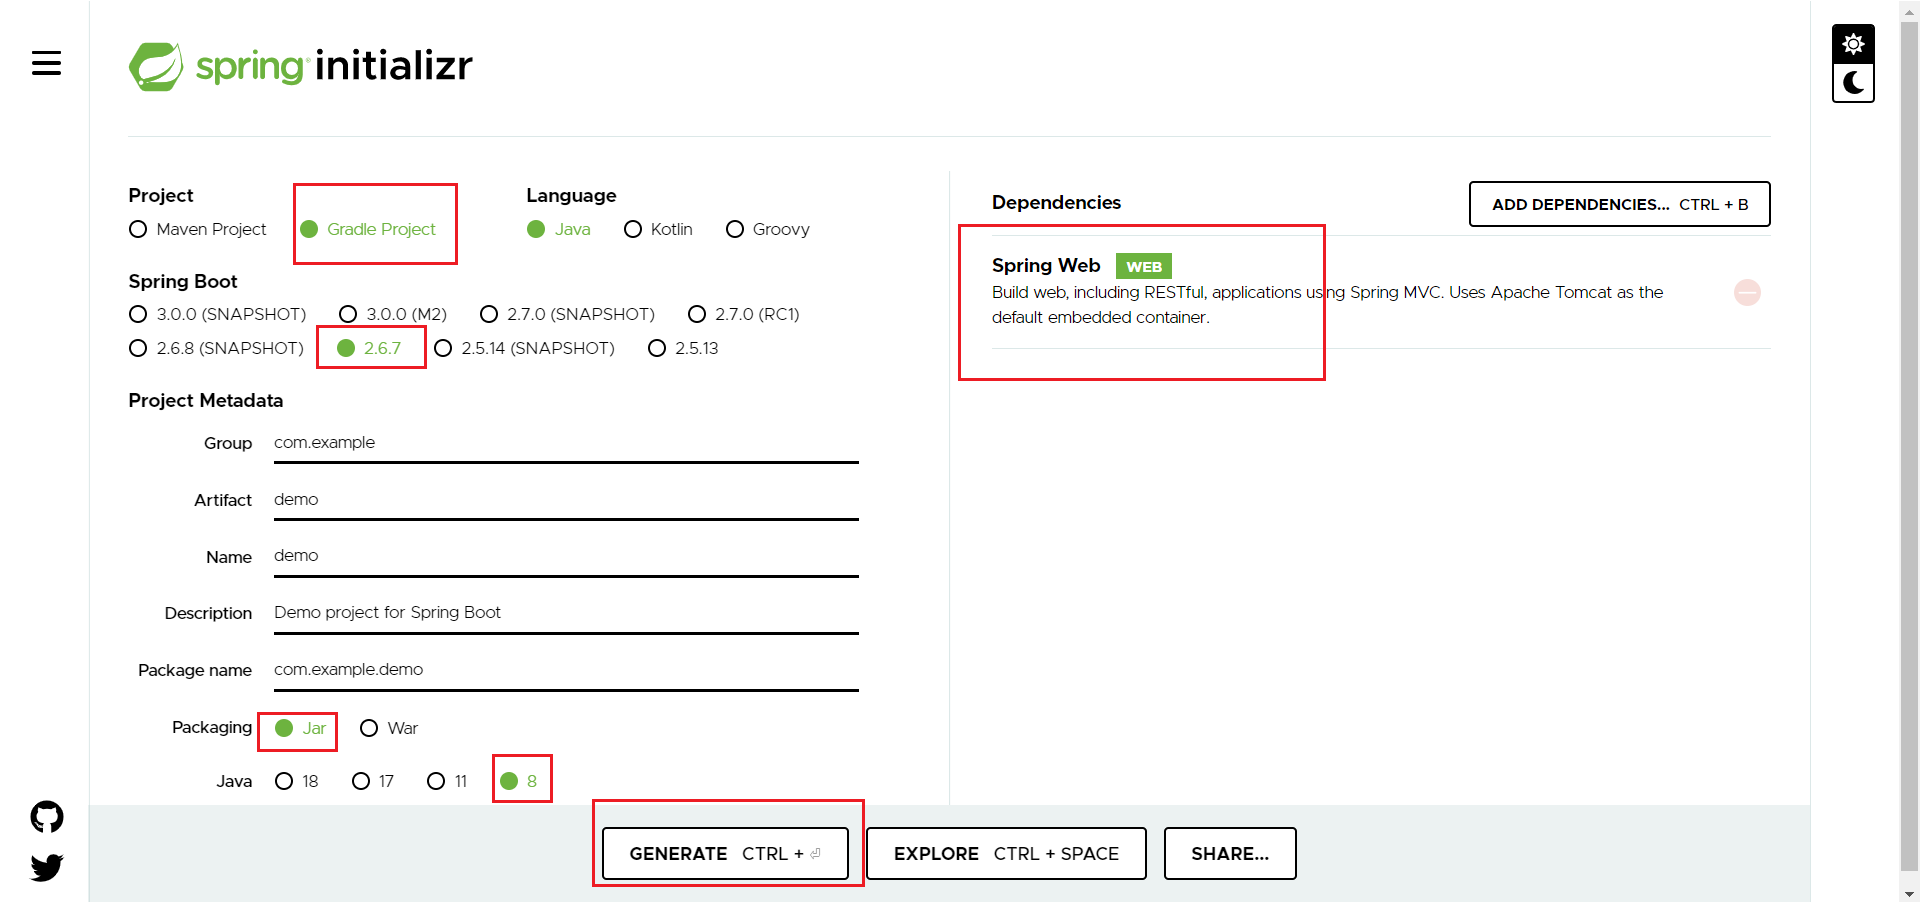 spring initializr
Project
Maven Project Gradle Project
Language
Java Kotlin Groovy
Spring Boot
3.0.0 (SNAPSHOT) 3.0.0 (M2) 2.7.0 (SNAPSHOT) 2.7.0 (RC1)
2.6.8 (SNAPSHOT) 2.6.7 2.5.14 (SNAPSHOT) 2.5.13
Project Metadata
Group com.example
Artifact demo
Name demo
Description Demo project for Spring Boot
Package name com.example.demo
Packaging Jar War
Java 18 17 11 8
Dependencies
ADD DEPENDENCIES... CTRL + B
Spring Web WEB
Build web, including RESTful, applications using Spring MVC. Uses Apache Tomcat as the
default embedded container.
GENERATE CTRL + ⏎
EXPLORE CTRL + SPACE
SHARE...